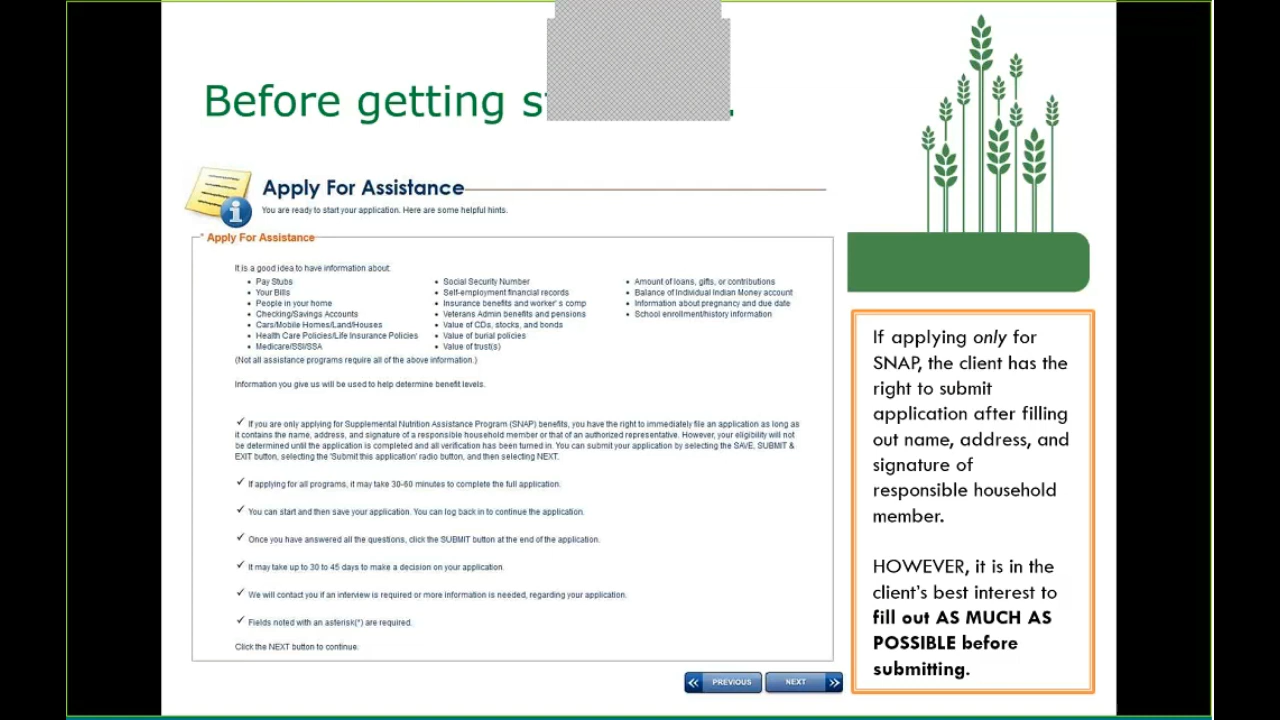 Before getting
Apply For Assistance
You are ready to start your application. Here are some helpful hints.
* Apply For Assistance
It is a good idea to have information about:
• Pay Stubs
• Your Bills
• People in your home
• Checking/Savings Accounts
• Cars/Mobile Homes/Land/Houses
• Health Care Policies/Life Insurance Policies
• Medicare/SSI/SSA
• Social Security Number
• Self-employment financial records
• Insurance benefits and worker's comp
• Veterans Admin benefits and pensions
• Value of CDs, stocks, and bonds
• Value of burial policies
• Value of trust(s)
• Amount of loans, gifts, or contributions
• Balance of Individual Indian Money account
• Information about pregnancy and due date
• School enrollment/history information
(Not all assistance programs require all of the above information.)
Information you give us will be used to help determine benefit levels.
✓ If you are only applying for Supplemental Nutrition Assistance Program (SNAP) benefits, you have the right to immediately file an application as long as
it contains the name, address, and signature of a responsible household member or that of an authorized representative. However, your eligibility will not
be determined until the application is completed and all verification has been turned in. You can submit your application by selecting the SAVE, SUBMIT &
EXIT button, selecting the 'Submit this application' radio button, and then selecting NEXT.
✓ If applying for all programs, it may take 30-60 minutes to complete the full application.
✓ You can start and then save your application. You can log back in to continue the application.
✓ Once you have answered all the questions, click the SUBMIT button at the end of the application.
✓ It may take up to 30 to 45 days to make a decision on your application.
✓ We will contact you if an interview is required or more information is needed, regarding your application.
✓ Fields noted with an asterisk(*) are required.
Click the NEXT button to continue.
PREVIOUS
NEXT
If applying only for
SNAP, the client has the
right to submit
application after filling
out name, address, and
signature of
responsible household
member.
HOWEVER, it is in the
client's best interest to
fill out AS MUCH AS
POSSIBLE before
submitting.